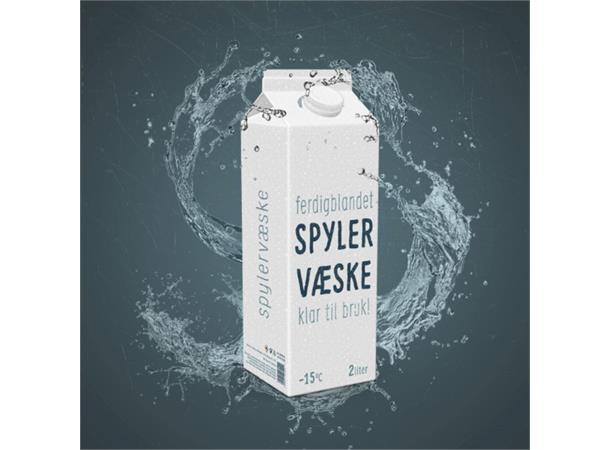 ferdigblandet
SPYLER
VÆSKE
klar til bruk!
-15°C
2liter
spylervæske